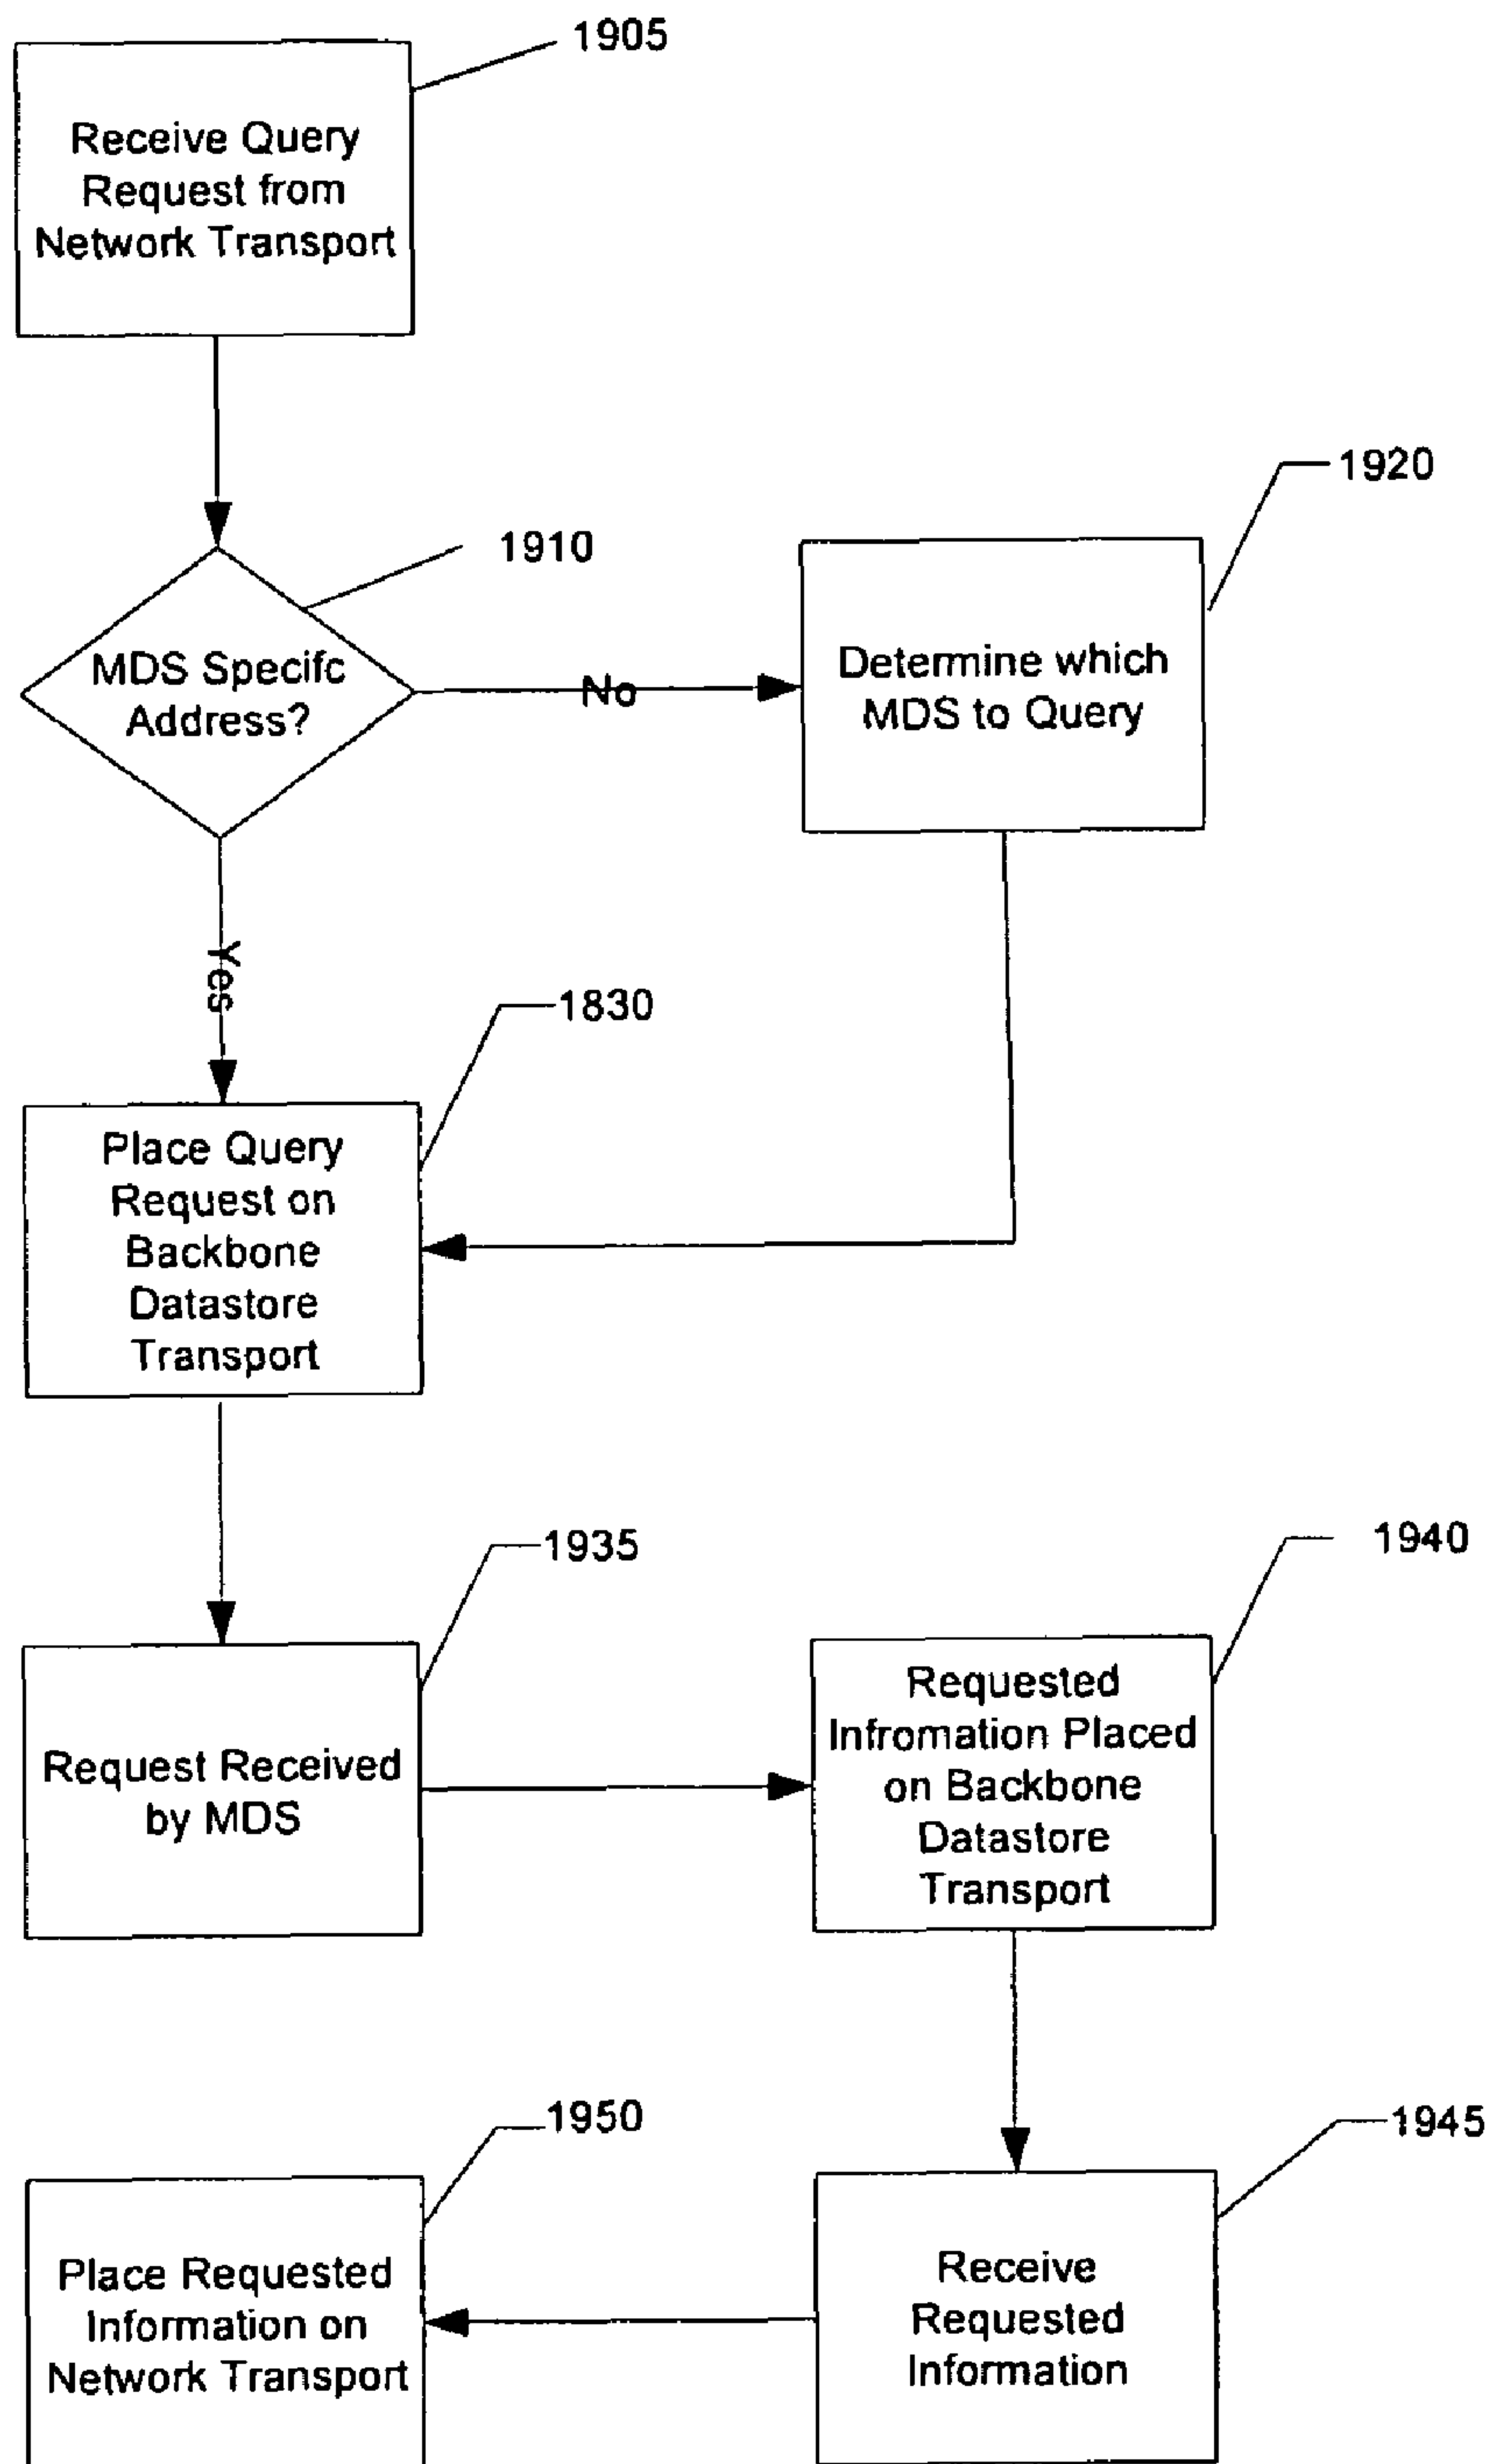 1905
Receive Query
Request from
Network Transport
1910
MDS Specifc
Address?
No
1920
Determine which
MDS to Query
Yes
1830
Place Query
Request on
Backbone
Datastore
Transport
1935
Request Received
by MDS
1940
Requested
Infromation Placed
on Backbone
Datastore
Transport
1945
Receive
Requested
Information
1950
Place Requested
Information on
Network Transport